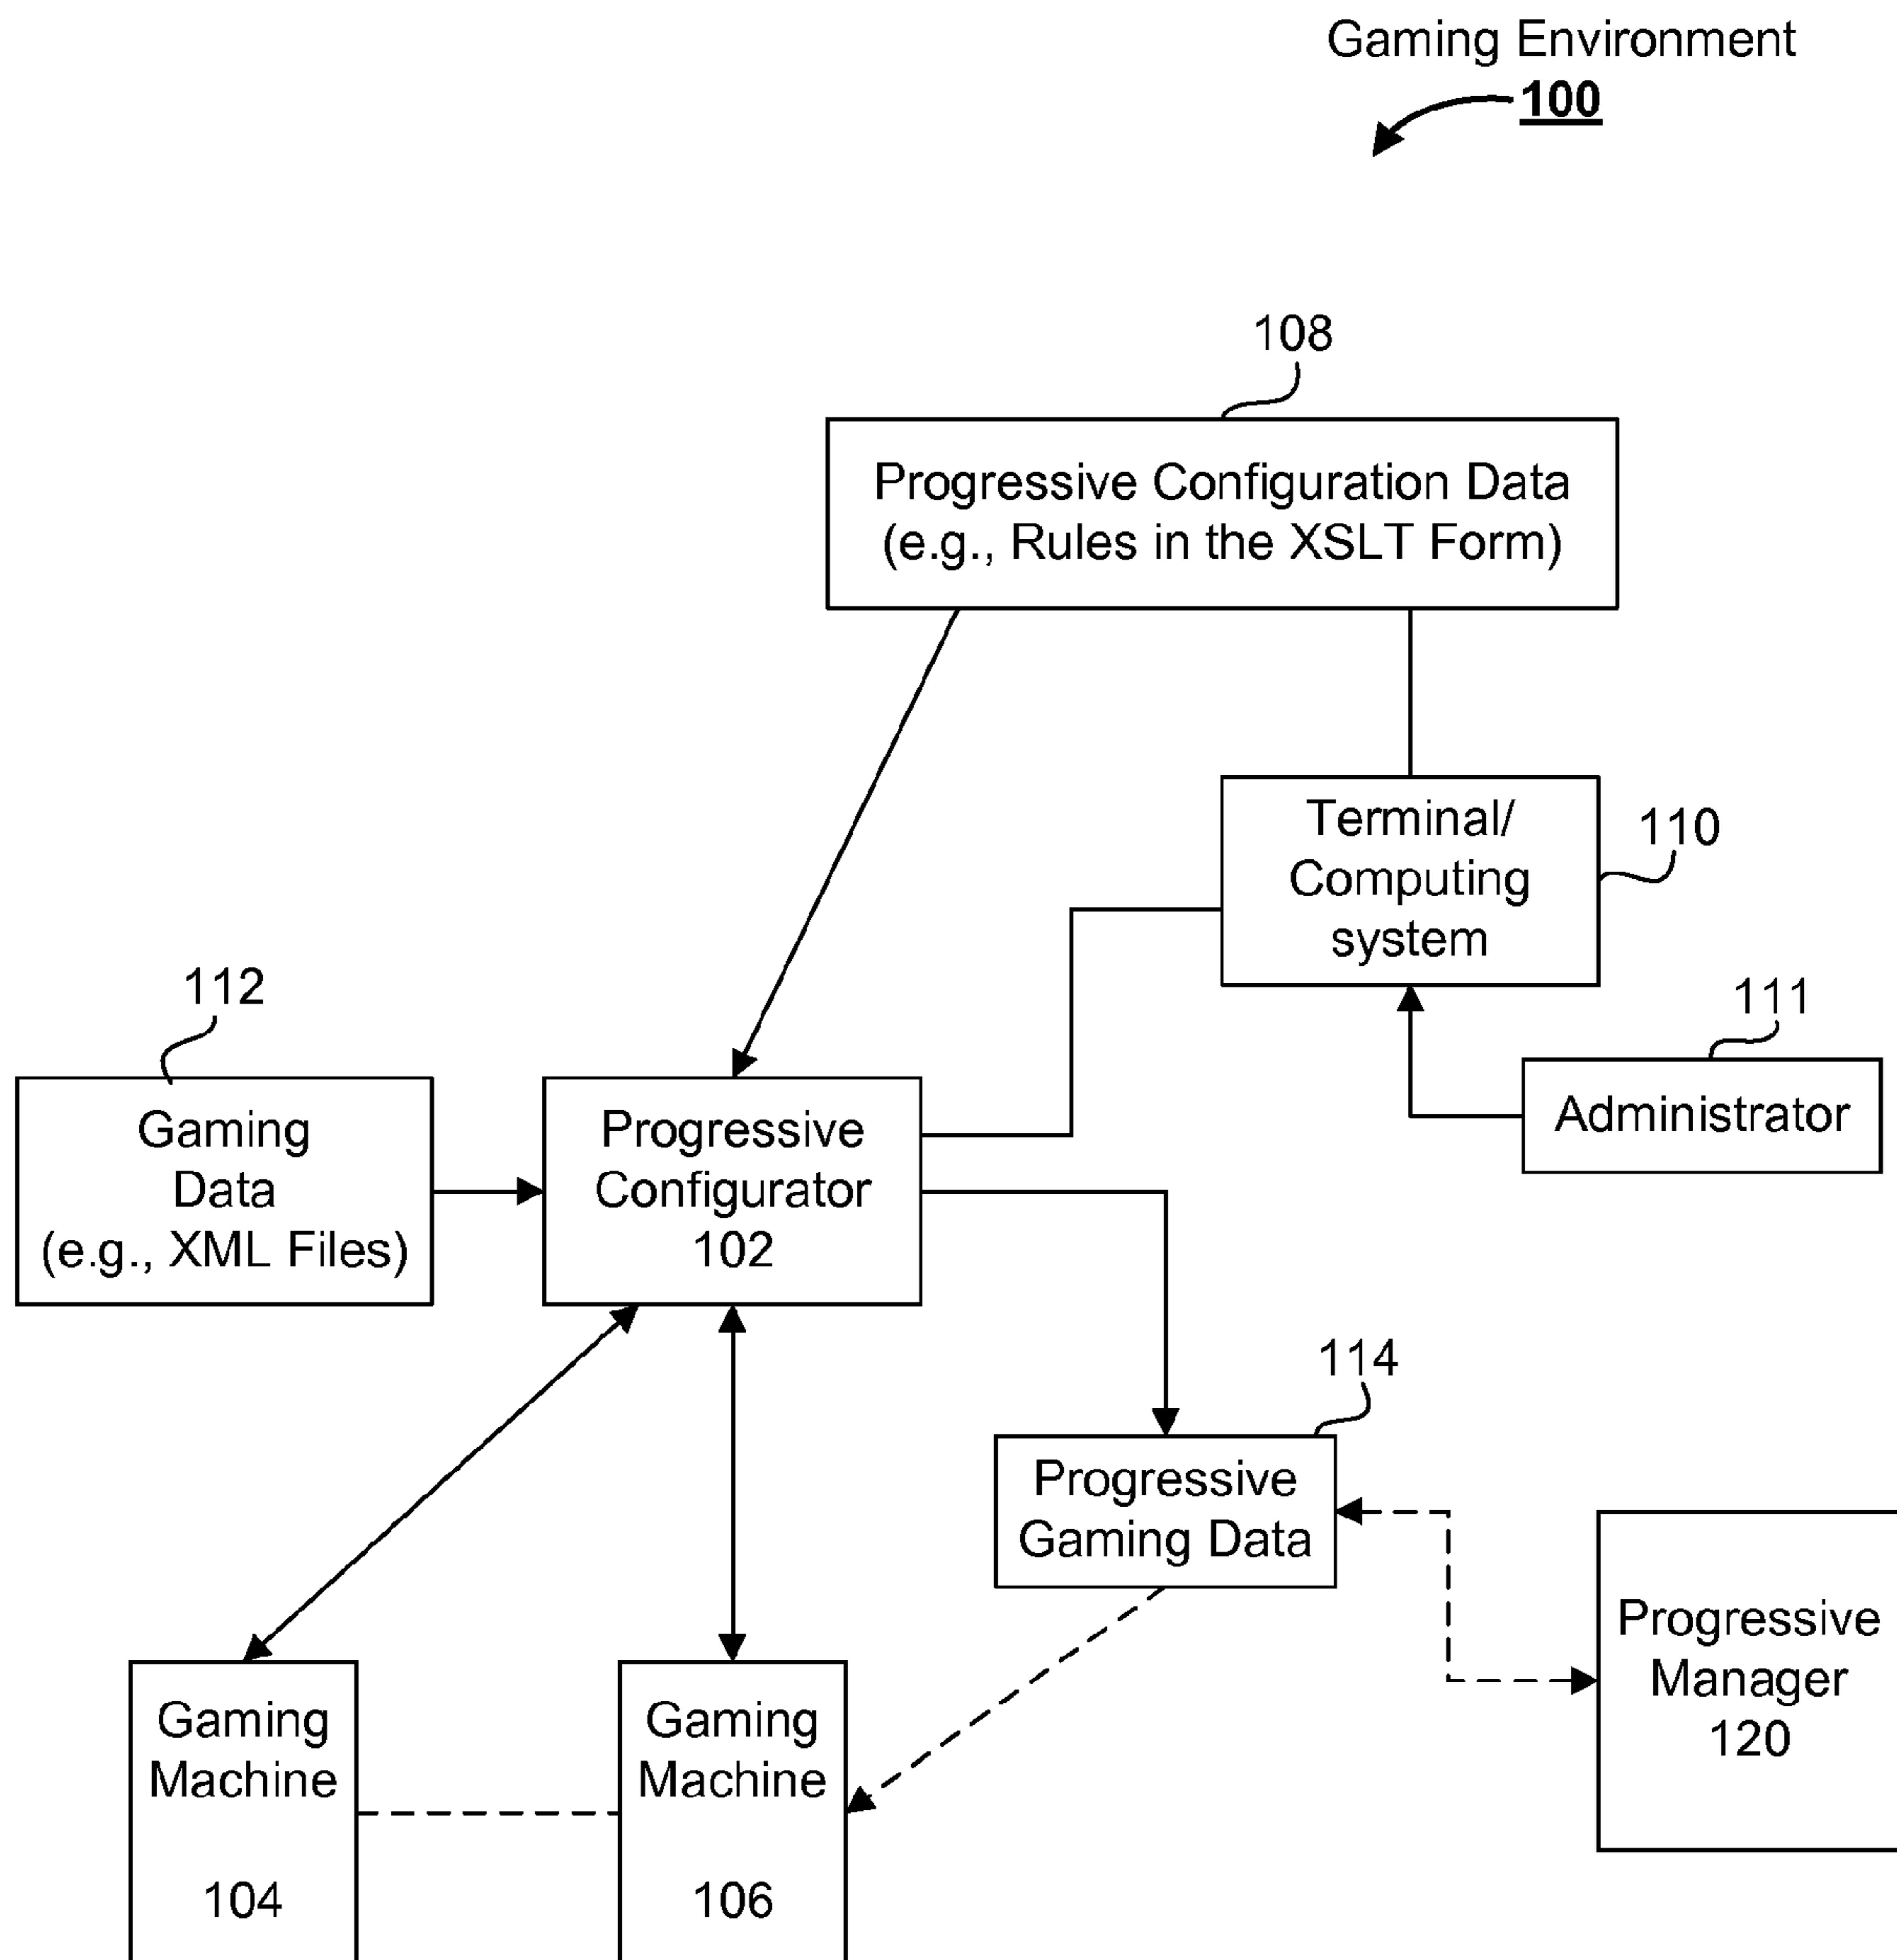 Gaming Environment
100
108
Progressive Configuration Data
(e.g., Rules in the XSLT Form)
Terminal/
Computing
system
110
112
111
Gaming
Data
(e.g., XML Files)
Progressive
Configurator
102
Administrator
114
Progressive
Gaming Data
Progressive
Manager
120
Gaming
Machine
104
Gaming
Machine
106